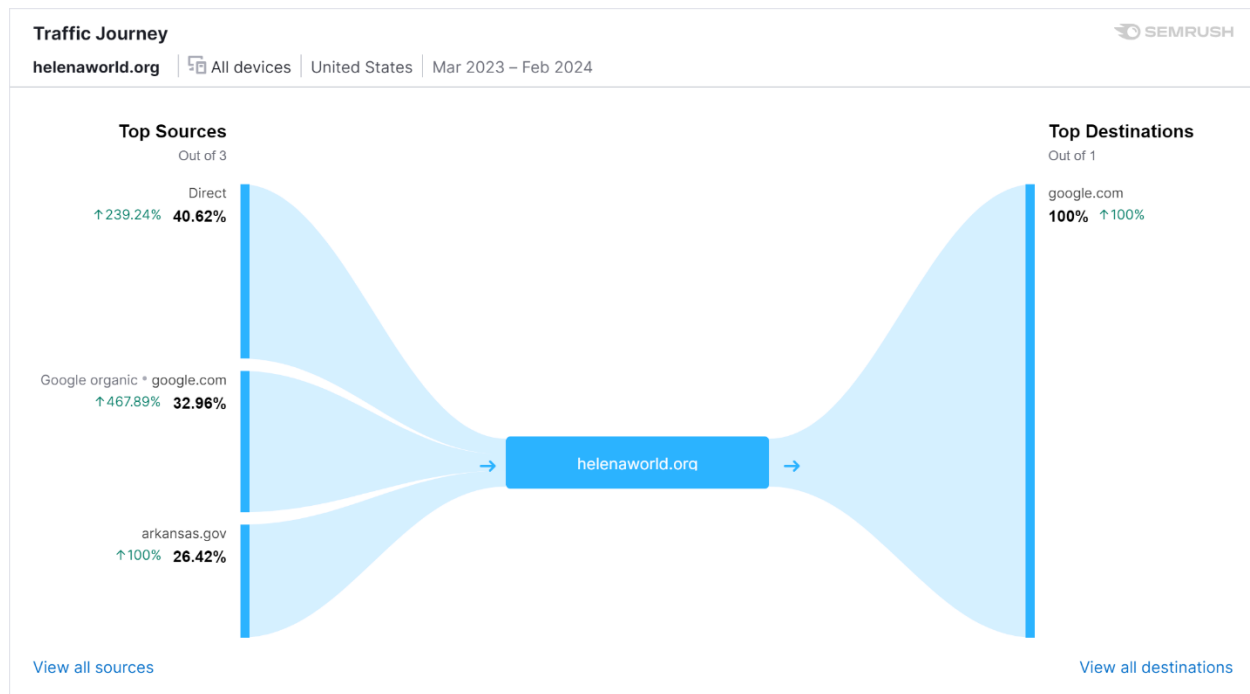 Traffic Journey
SEMRUSH
helenaworld.org All devices United States Mar 2023 – Feb 2024
Top Sources
Out of 3
Direct
↑239.24% 40.62%
Google organic • google.com
↑467.89% 32.96%
arkansas.gov
↑100% 26.42%
→ helenaworld.org →
Top Destinations
Out of 1
google.com
100% ↑100%
View all sources
View all destinations